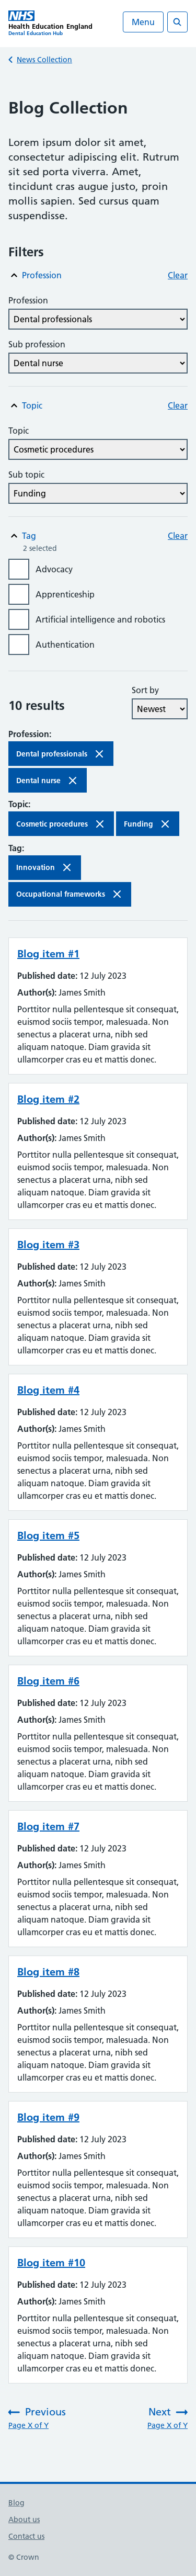 NHS
Health Education England
Dental Education Hub
Menu
News Collection
Blog Collection
Lorem ipsum dolor sit amet,
consectetur adipiscing elit. Rutrum
sit sed pulvinar viverra. Amet,
tincidunt cras augue justo, proin
mollis cursus. Sed cursus quam
suspendisse.
Filters
Profession
Clear
Profession
Dental professionals
Sub profession
Dental nurse
Topic
Clear
Topic
Cosmetic procedures
Sub topic
Funding
Tag
Clear
2 selected
Advocacy
Apprenticeship
Artificial intelligence and robotics
Authentication
10 results
Sort by
Newest
Profession:
Dental professionals
Dental nurse
Topic:
Cosmetic procedures
Funding
Tag:
Innovation
Occupational frameworks
Blog item #1
Published date: 12 July 2023
Author(s): James Smith
Porttitor nulla pellentesque sit consequat,
euismod sociis tempor, malesuada. Non
senectus a placerat urna, nibh sed
aliquam natoque. Diam gravida sit
ullamcorper cras eu et mattis donec.
Blog item #2
Published date: 12 July 2023
Author(s): James Smith
Porttitor nulla pellentesque sit consequat,
euismod sociis tempor, malesuada. Non
senectus a placerat urna, nibh sed
aliquam natoque. Diam gravida sit
ullamcorper cras eu et mattis donec.
Blog item #3
Published date: 12 July 2023
Author(s): James Smith
Porttitor nulla pellentesque sit consequat,
euismod sociis tempor, malesuada. Non
senectus a placerat urna, nibh sed
aliquam natoque. Diam gravida sit
ullamcorper cras eu et mattis donec.
Blog item #4
Published date: 12 July 2023
Author(s): James Smith
Porttitor nulla pellentesque sit consequat,
euismod sociis tempor, malesuada. Non
senectus a placerat urna, nibh sed
aliquam natoque. Diam gravida sit
ullamcorper cras eu et mattis donec.
Blog item #5
Published date: 12 July 2023
Author(s): James Smith
Porttitor nulla pellentesque sit consequat,
euismod sociis tempor, malesuada. Non
senectus a placerat urna, nibh sed
aliquam natoque. Diam gravida sit
ullamcorper cras eu et mattis donec.
Blog item #6
Published date: 12 July 2023
Author(s): James Smith
Porttitor nulla pellentesque sit consequat,
euismod sociis tempor, malesuada. Non
senectus a placerat urna, nibh sed
aliquam natoque. Diam gravida sit
ullamcorper cras eu et mattis donec.
Blog item #7
Published date: 12 July 2023
Author(s): James Smith
Porttitor nulla pellentesque sit consequat,
euismod sociis tempor, malesuada. Non
senectus a placerat urna, nibh sed
aliquam natoque. Diam gravida sit
ullamcorper cras eu et mattis donec.
Blog item #8
Published date: 12 July 2023
Author(s): James Smith
Porttitor nulla pellentesque sit consequat,
euismod sociis tempor, malesuada. Non
senectus a placerat urna, nibh sed
aliquam natoque. Diam gravida sit
ullamcorper cras eu et mattis donec.
Blog item #9
Published date: 12 July 2023
Author(s): James Smith
Porttitor nulla pellentesque sit consequat,
euismod sociis tempor, malesuada. Non
senectus a placerat urna, nibh sed
aliquam natoque. Diam gravida sit
ullamcorper cras eu et mattis donec.
Blog item #10
Published date: 12 July 2023
Author(s): James Smith
Porttitor nulla pellentesque sit consequat,
euismod sociis tempor, malesuada. Non
senectus a placerat urna, nibh sed
aliquam natoque. Diam gravida sit
ullamcorper cras eu et mattis donec.
Previous
Page X of Y
Next
Page X of Y
Blog
About us
Contact us
© Crown